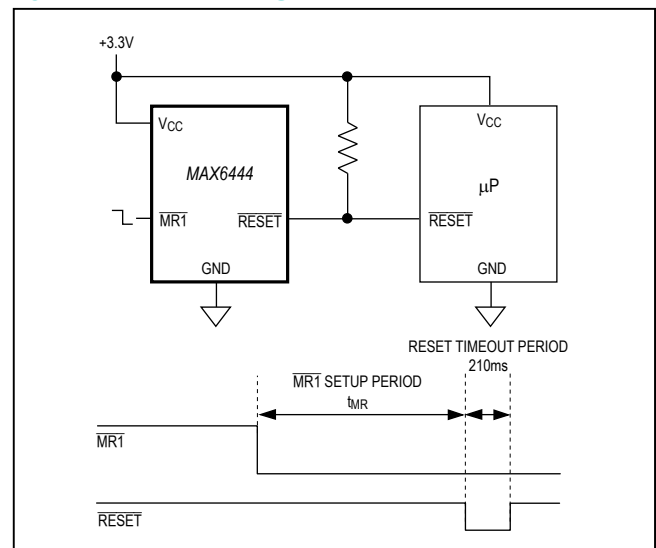 +3.3V
VCC
MAX6444
MR1
RESET
GND
VCC
µP
RESET
GND
RESET TIMEOUT PERIOD
210ms
MR1 SETUP PERIOD
tMR
MR1
RESET